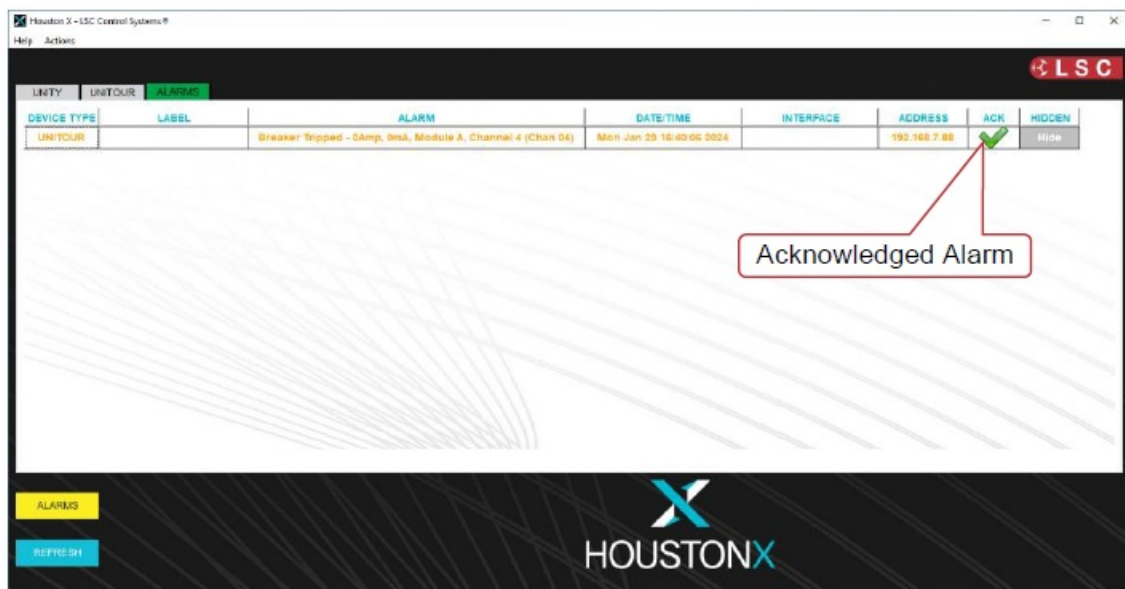 Houston X - LSC Control Systems ®
Help Actions
LSC
UNITY UNITOUR ALARMS
DEVICE TYPE LABEL ALARM DATE/TIME INTERFACE ADDRESS ACK HIDDEN
UNITOUR Breaker Tripped - 0Amp, 0mA, Module A, Channel 4 (Chan 04) Mon Jan 29 16:40:06 2024 192.168.7.88 Hide
Acknowledged Alarm
ALARMS
REFRESH
HOUSTONX